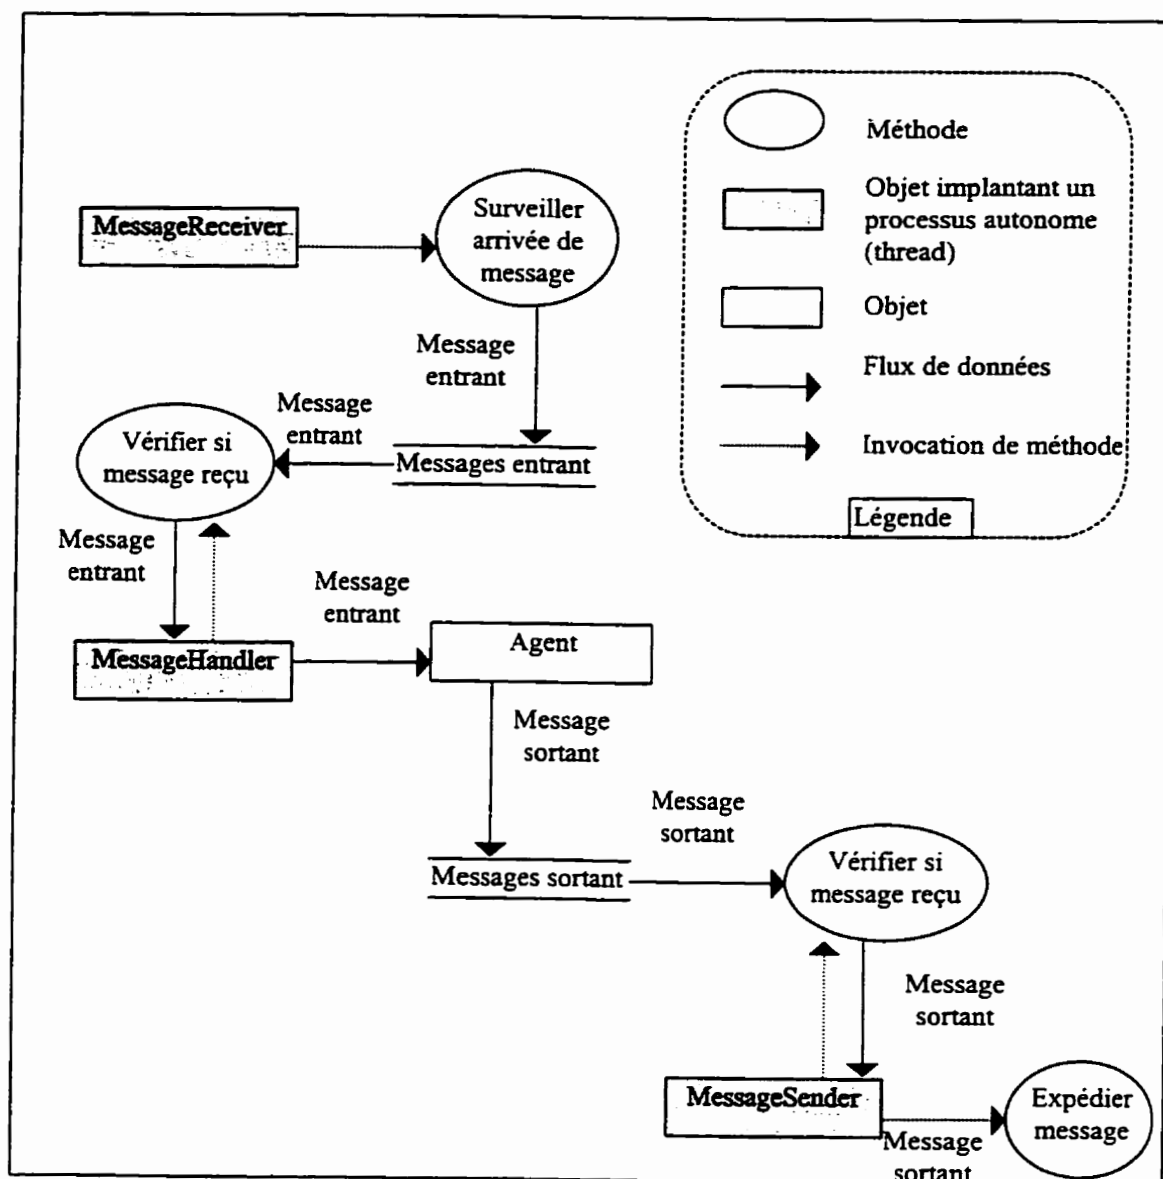 Méthode
Objet implantant un
processus autonome
(thread)
Objet
Flux de données
Invocation de méthode
Légende
MessageReceiver
Surveiller
arrivée de
message
Message
entrant
Message
entrant
Vérifier si
message reçu
Messages entrant
Message
entrant
Message
entrant
MessageHandler
Agent
Message
sortant
Message
sortant
Messages sortant
Vérifier si
message reçu
Message
sortant
MessageSender
Expédier
message
Message
sortant